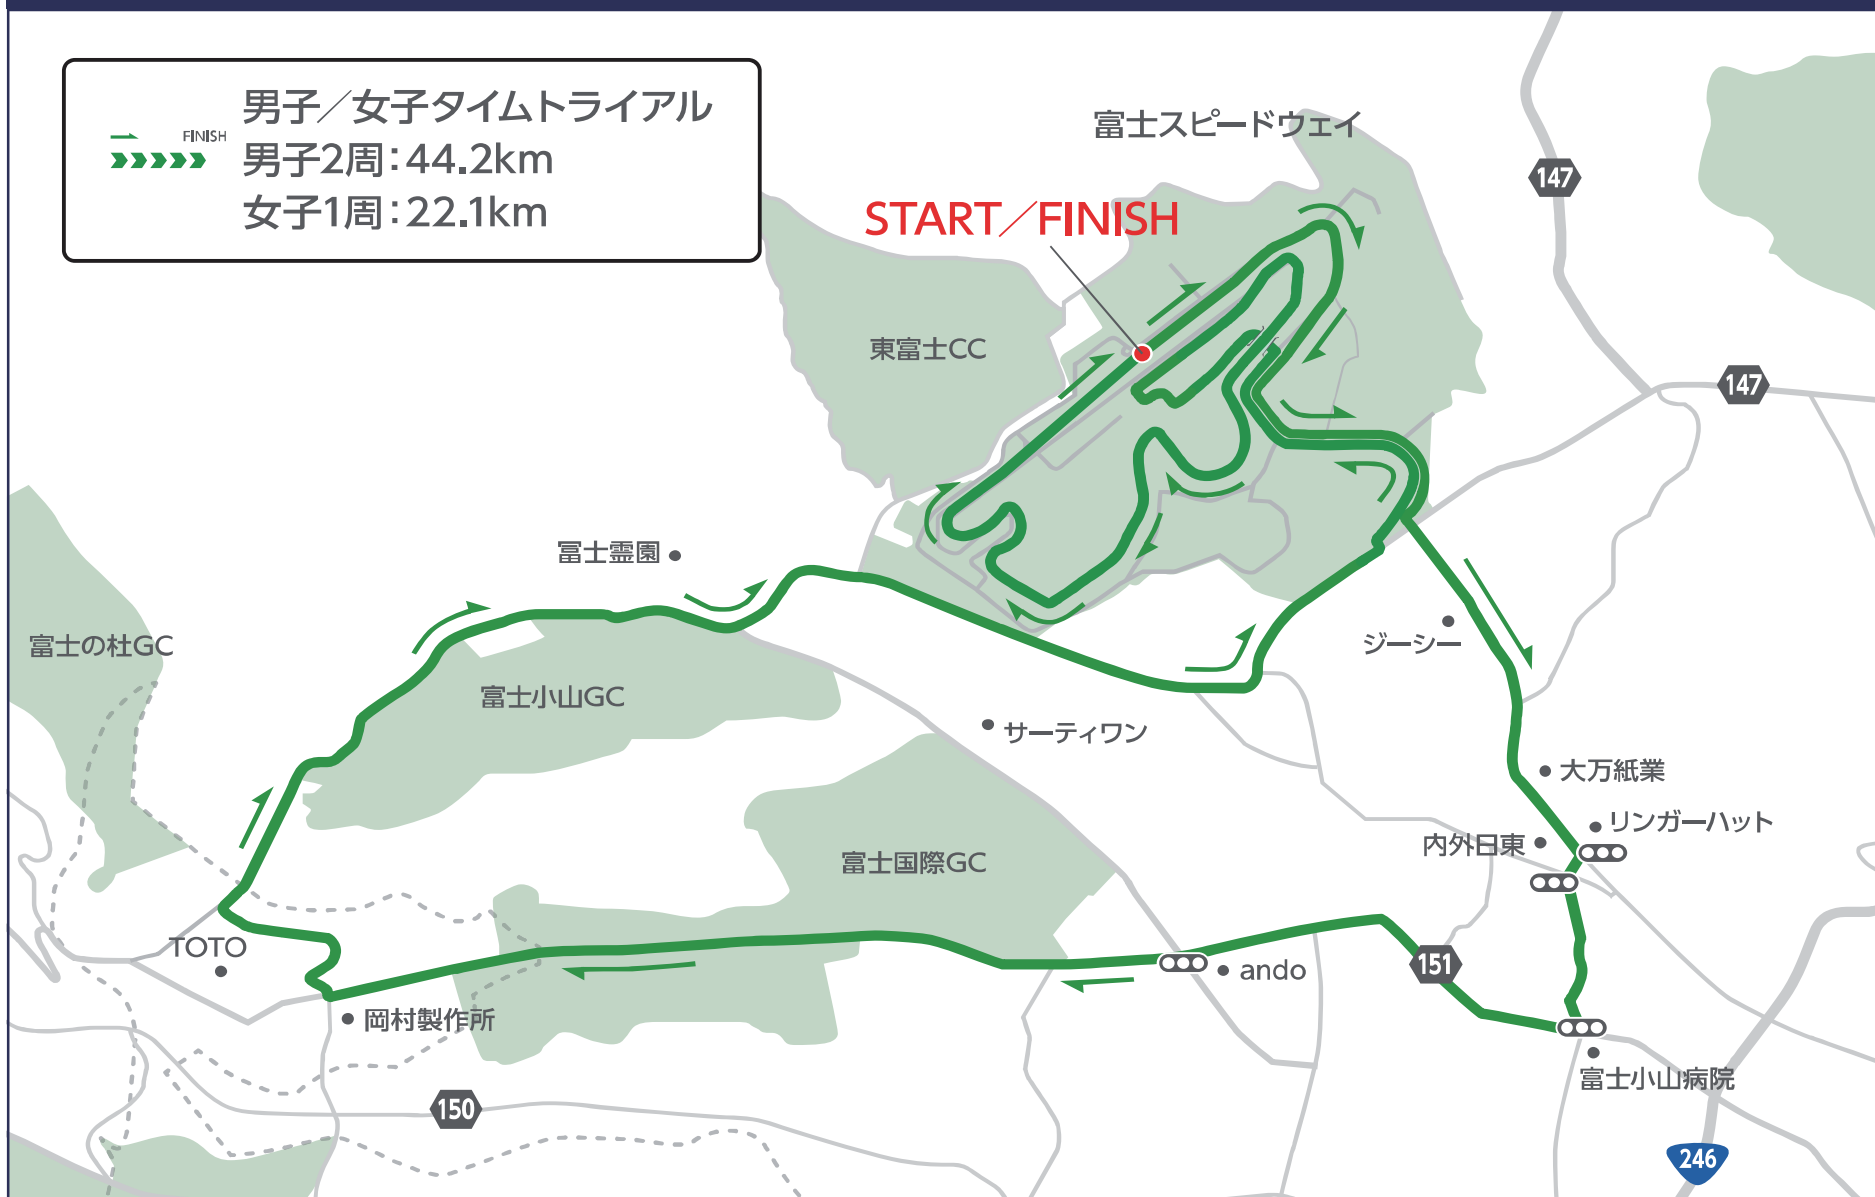 男子／女子タイムトライアル
FINISH
男子2周：44.2km
女子1周：22.1km
富士スピードウェイ
147
START／FINISH
東富士CC
147
富士霊園
富士の杜GC
ジーシー
富士小山GC
サーティワン
大万紙業
リンガーハット
内外日東
富士国際GC
TOTO
151
ando
岡村製作所
富士小山病院
150
246